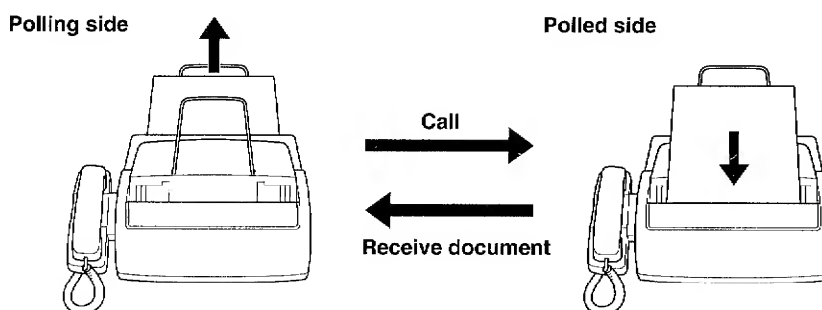 Polling side
Polled side
Call
Receive document